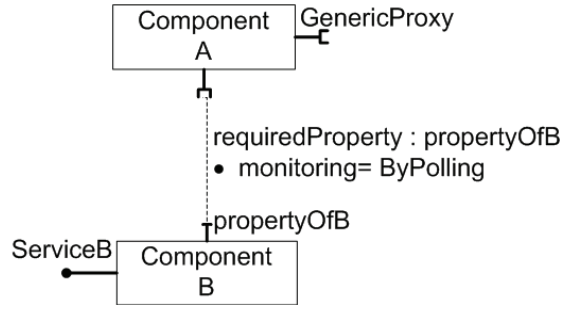 Component
A
GenericProxy
requiredProperty : propertyOfB
• monitoring= ByPolling
propertyOfB
ServiceB
Component
B